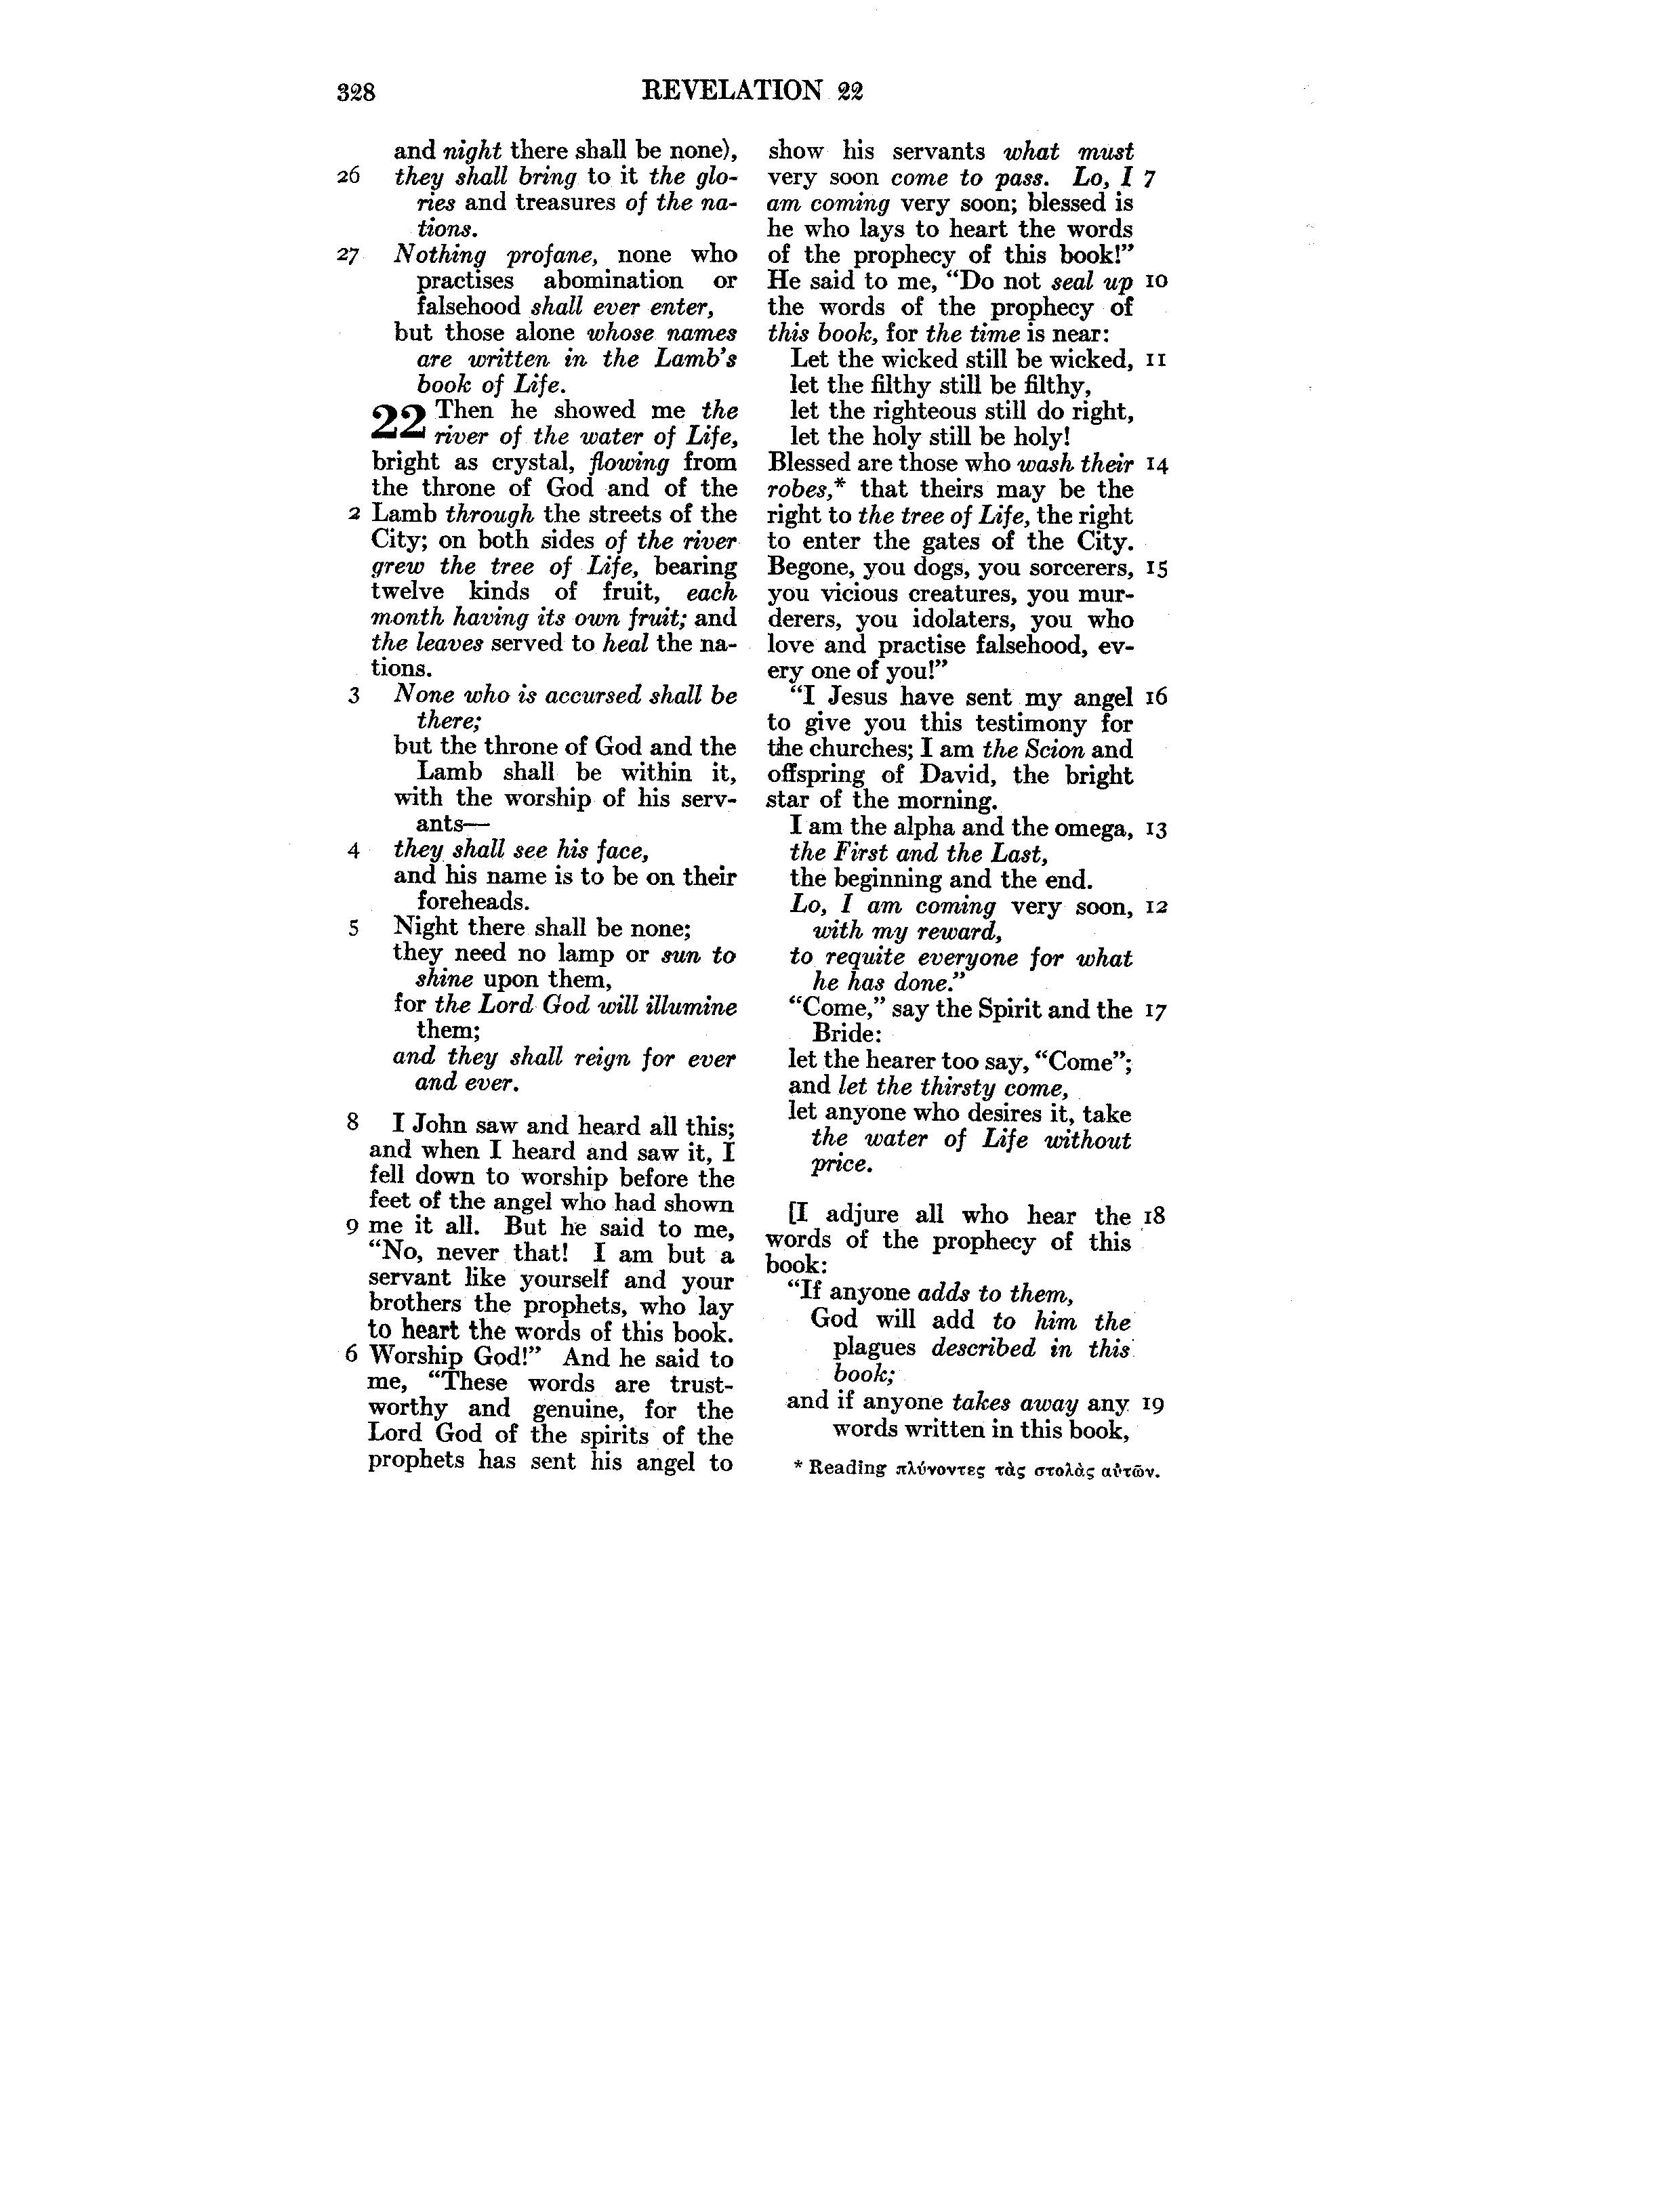 328 REVELATION 22
and night there shall be none),
26 they shall bring to it the glo-
ries and treasures of the na-
tions.
27 Nothing profane, none who
practises abomination or
falsehood shall ever enter,
but those alone whose names
are written in the Lamb's
book of Life.
22 Then he showed me the
river of the water of Life,
bright as crystal, flowing from
the throne of God and of the
2 Lamb through the streets of the
City; on both sides of the river
grew the tree of Life, bearing
twelve kinds of fruit, each
month having its own fruit; and
the leaves served to heal the na-
tions.
3 None who is accursed shall be
there;
but the throne of God and the
Lamb shall be within it,
with the worship of his serv-
ants—
4 they shall see his face,
and his name is to be on their
foreheads.
5 Night there shall be none;
they need no lamp or sun to
shine upon them,
for the Lord God will illumine
them;
and they shall reign for ever
and ever.
8 I John saw and heard all this;
and when I heard and saw it, I
fell down to worship before the
feet of the angel who had shown
9 me it all. But he said to me,
“No, never that! I am but a
servant like yourself and your
brothers the prophets, who lay
to heart the words of this book.
6 Worship God!” And he said to
me, “These words are trust-
worthy and genuine, for the
Lord God of the spirits of the
prophets has sent his angel to
show his servants what must
very soon come to pass. Lo, I 7
am coming very soon; blessed is
he who lays to heart the words
of the prophecy of this book!”
He said to me, “Do not seal up 10
the words of the prophecy of
this book, for the time is near:
Let the wicked still be wicked, 11
let the filthy still be filthy,
let the righteous still do right,
let the holy still be holy!
Blessed are those who wash their 14
robes,* that theirs may be the
right to the tree of Life, the right
to enter the gates of the City.
Begone, you dogs, you sorcerers, 15
you vicious creatures, you mur-
derers, you idolaters, you who
love and practise falsehood, ev-
ery one of you!”
“I Jesus have sent my angel 16
to give you this testimony for
the churches; I am the Scion and
offspring of David, the bright
star of the morning.
I am the alpha and the omega, 13
the First and the Last,
the beginning and the end.
Lo, I am coming very soon, 12
with my reward,
to requite everyone for what
he has done.”
“Come,” say the Spirit and the 17
Bride:
let the hearer too say, “Come”;
and let the thirsty come,
let anyone who desires it, take
the water of Life without
price.
[I adjure all who hear the 18
words of the prophecy of this
book:
“If anyone adds to them,
God will add to him the
plagues described in this
book;
and if anyone takes away any 19
words written in this book,
* Reading πλύνοντες τὰς στολὰς αὐτῶν.